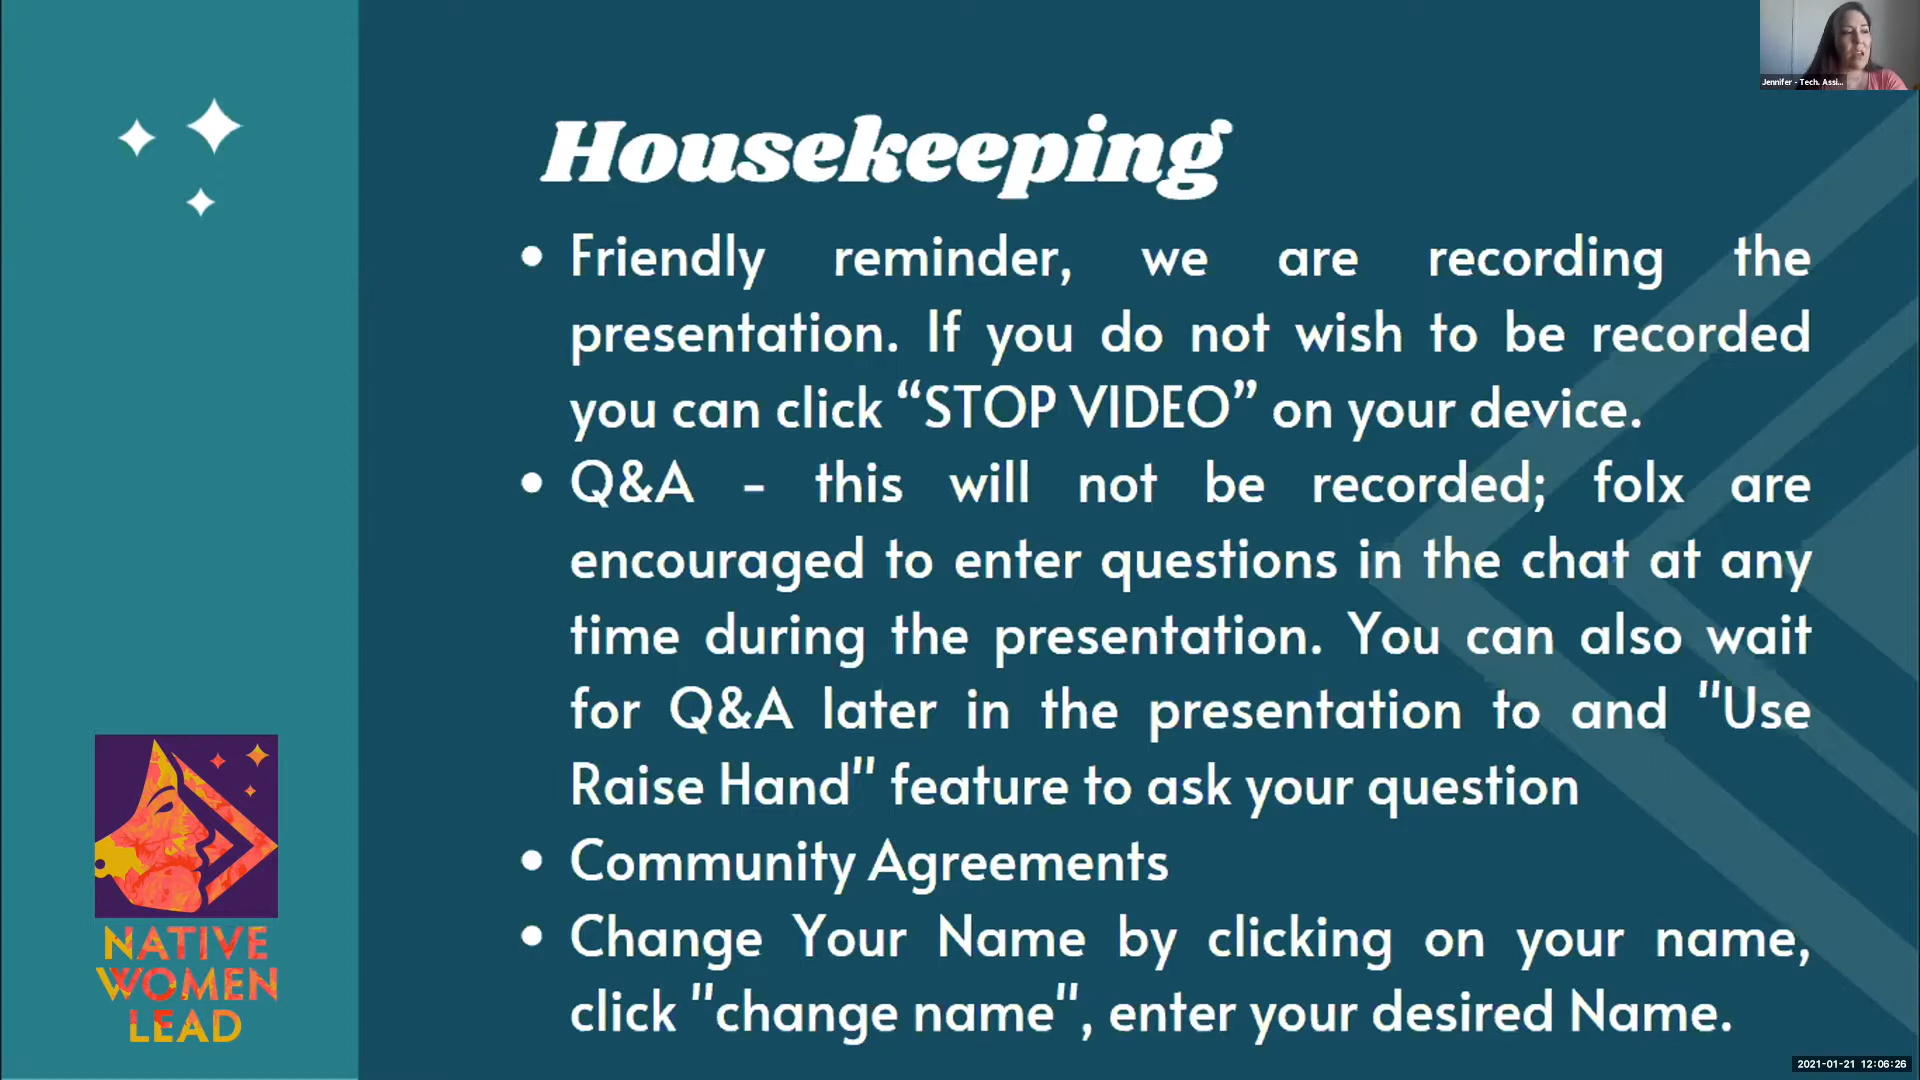 Jennifer - Tech. Assi...
Housekeeping
• Friendly reminder, we are recording the
presentation. If you do not wish to be recorded
you can click “STOP VIDEO” on your device.
• Q&A - this will not be recorded; folx are
encouraged to enter questions in the chat at any
time during the presentation. You can also wait
for Q&A later in the presentation to and "Use
Raise Hand" feature to ask your question
• Community Agreements
• Change Your Name by clicking on your name,
click "change name", enter your desired Name.
NATIVE
WOMEN
LEAD
2021-01-21 12:06:26